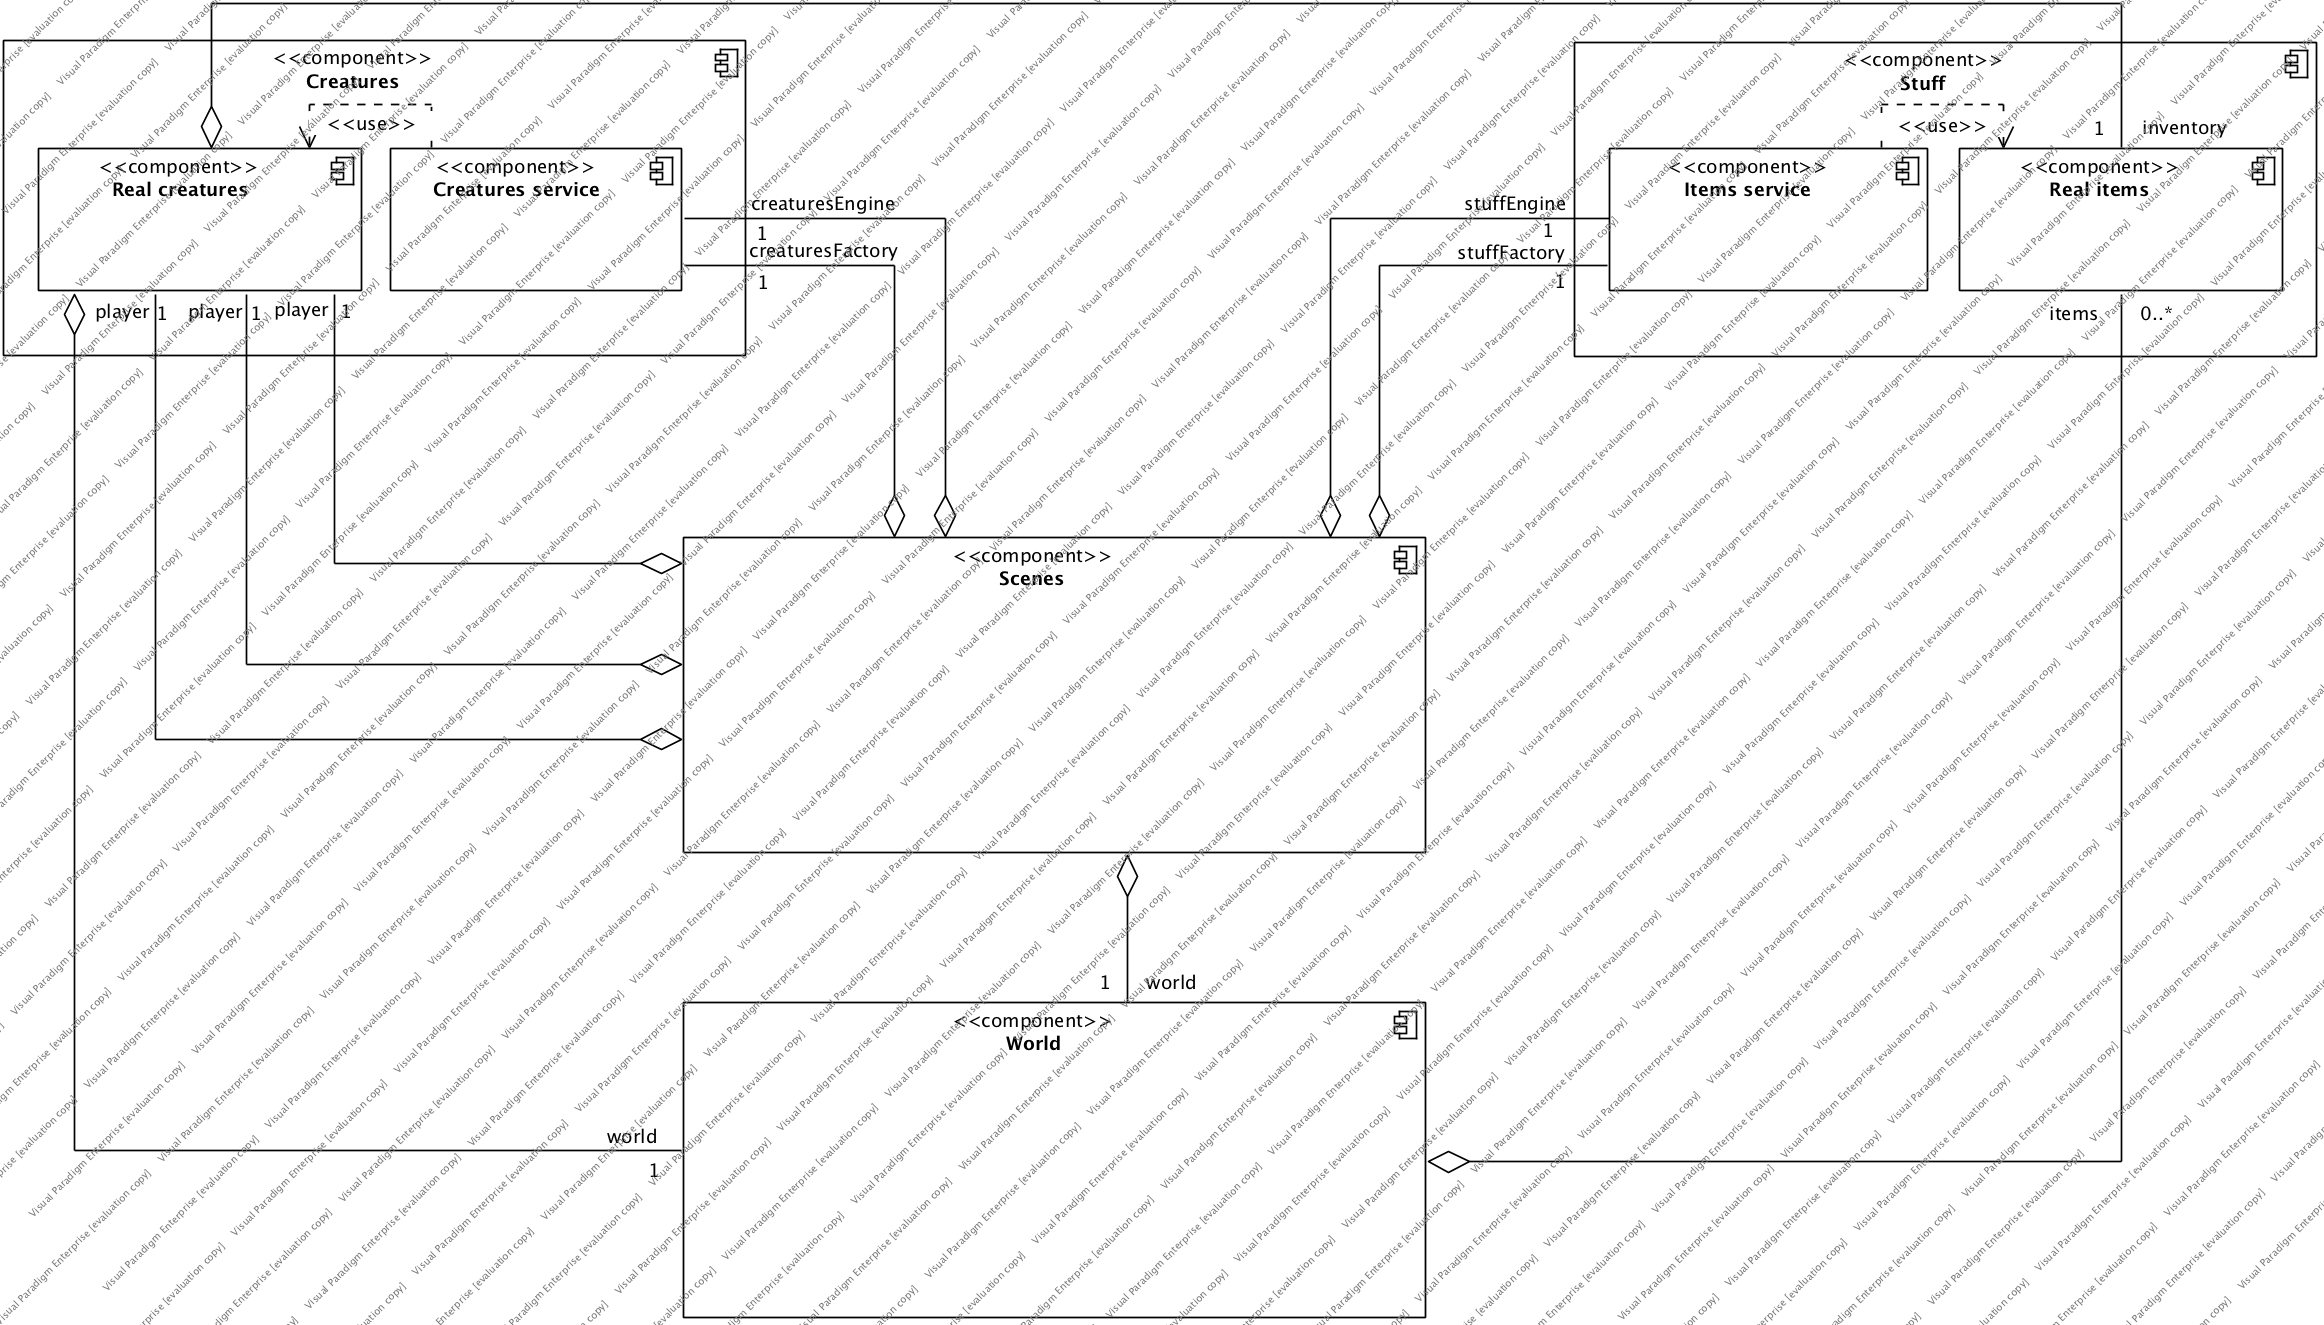 <<component>>
Creatures
<<use>>
<<component>>
Real creatures
<<component>>
Creatures service
creaturesEngine
1
creaturesFactory
1
player 1
player 1
player 1
<<component>>
Stuff
<<use>>
1 inventory
<<component>>
Items service
<<component>>
Real items
stuffEngine
1
stuffFactory
1
items 0..*
<<component>>
Scenes
1 world
<<component>>
World
world
1
Visual Paradigm Enterprise [evaluation copy]